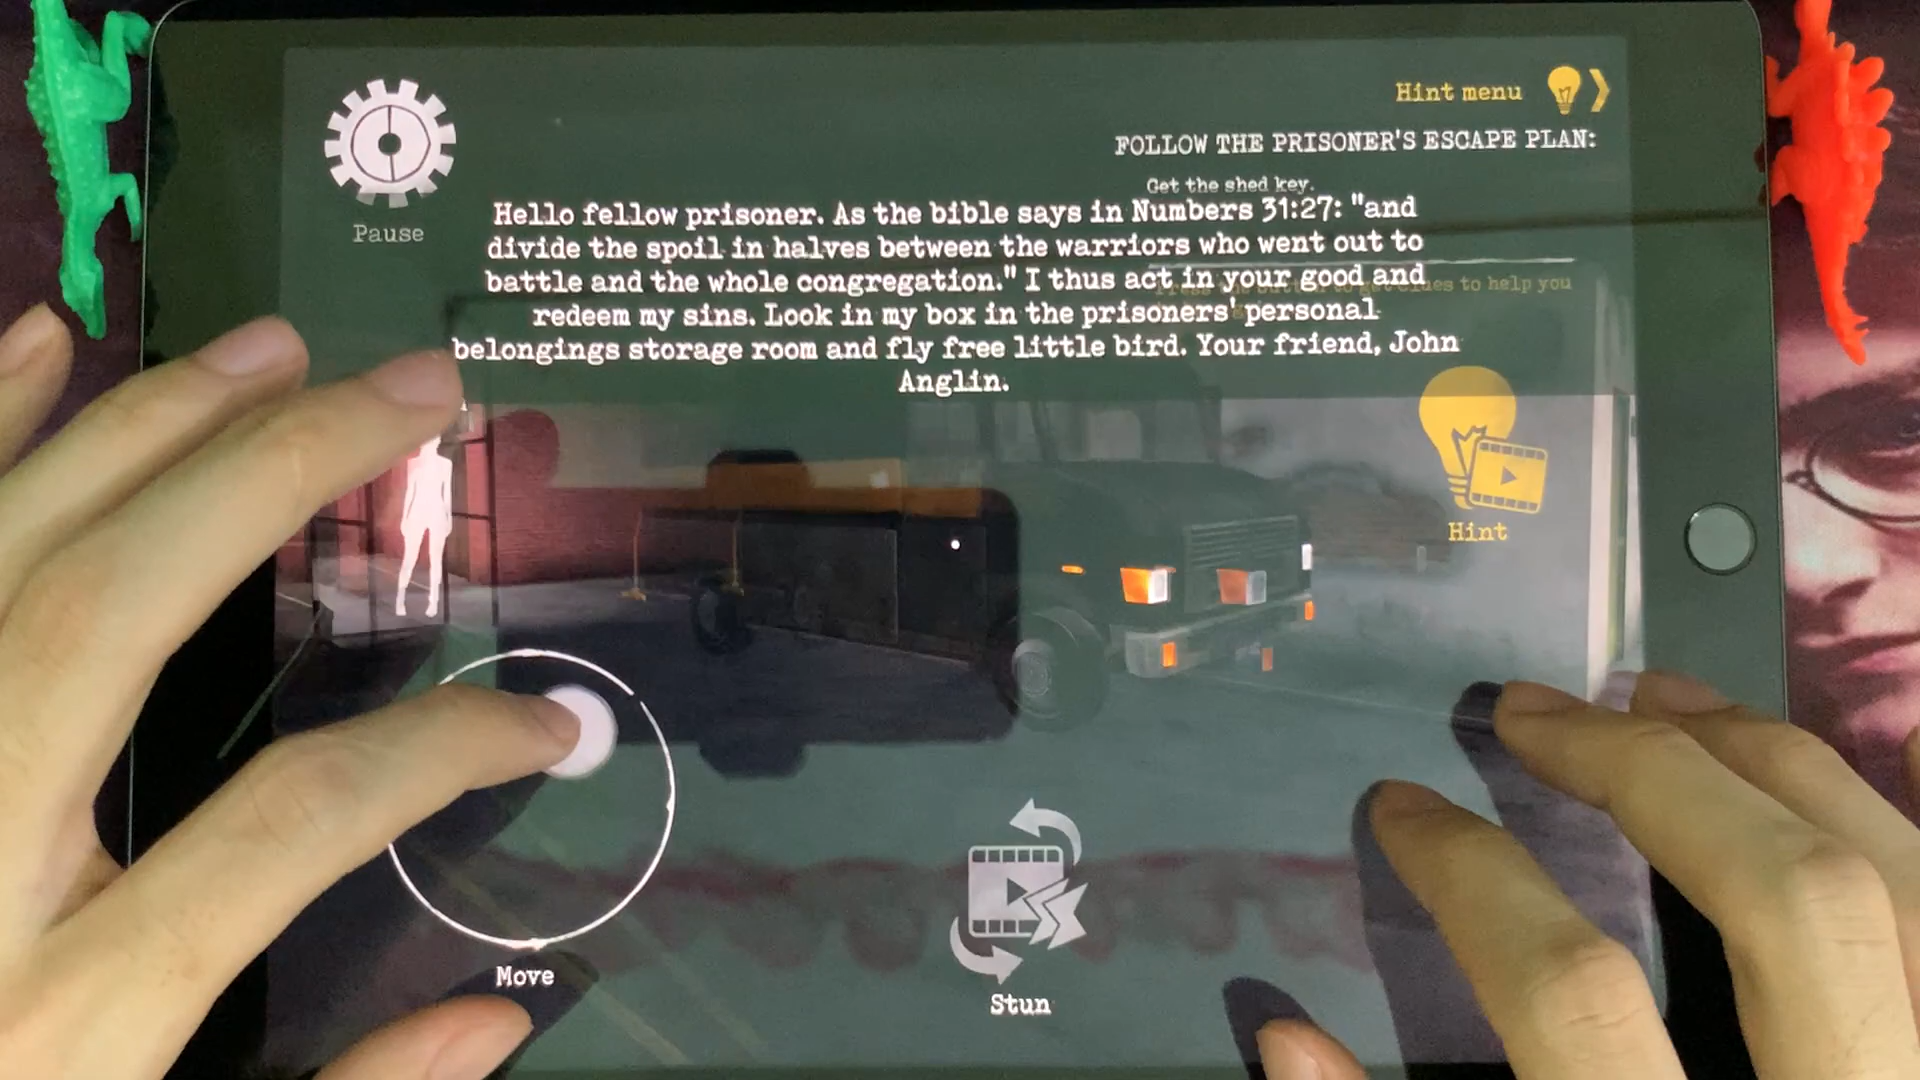 Hint menu
FOLLOW THE PRISONER'S ESCAPE PLAN:
Pause
Get the shed key.
Hello fellow prisoner. As the bible says in Numbers 31:27: "and
divide the spoil in halves between the warriors who went out to
battle and the whole congregation." I thus act in your good and
redeem my sins. Look in my box in the prisoners' personal
belongings storage room and fly free little bird. Your friend, John
Anglin.
to help you
Hint
Move
Stun